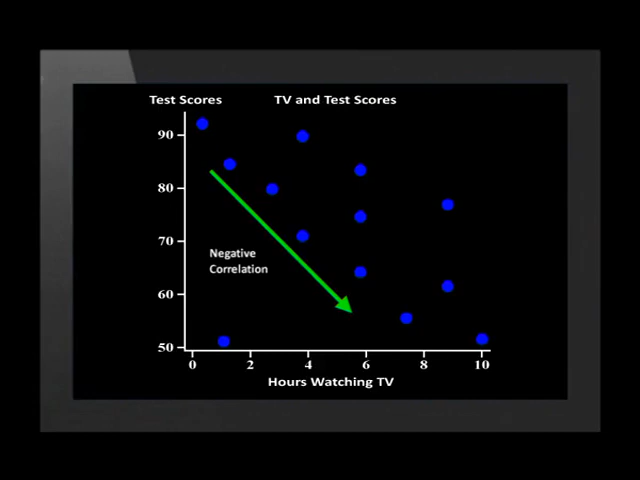 Test Scores
TV and Test Scores
90
80
70
60
50
Negative
Correlation
0 2 4 6 8 10
Hours Watching TV